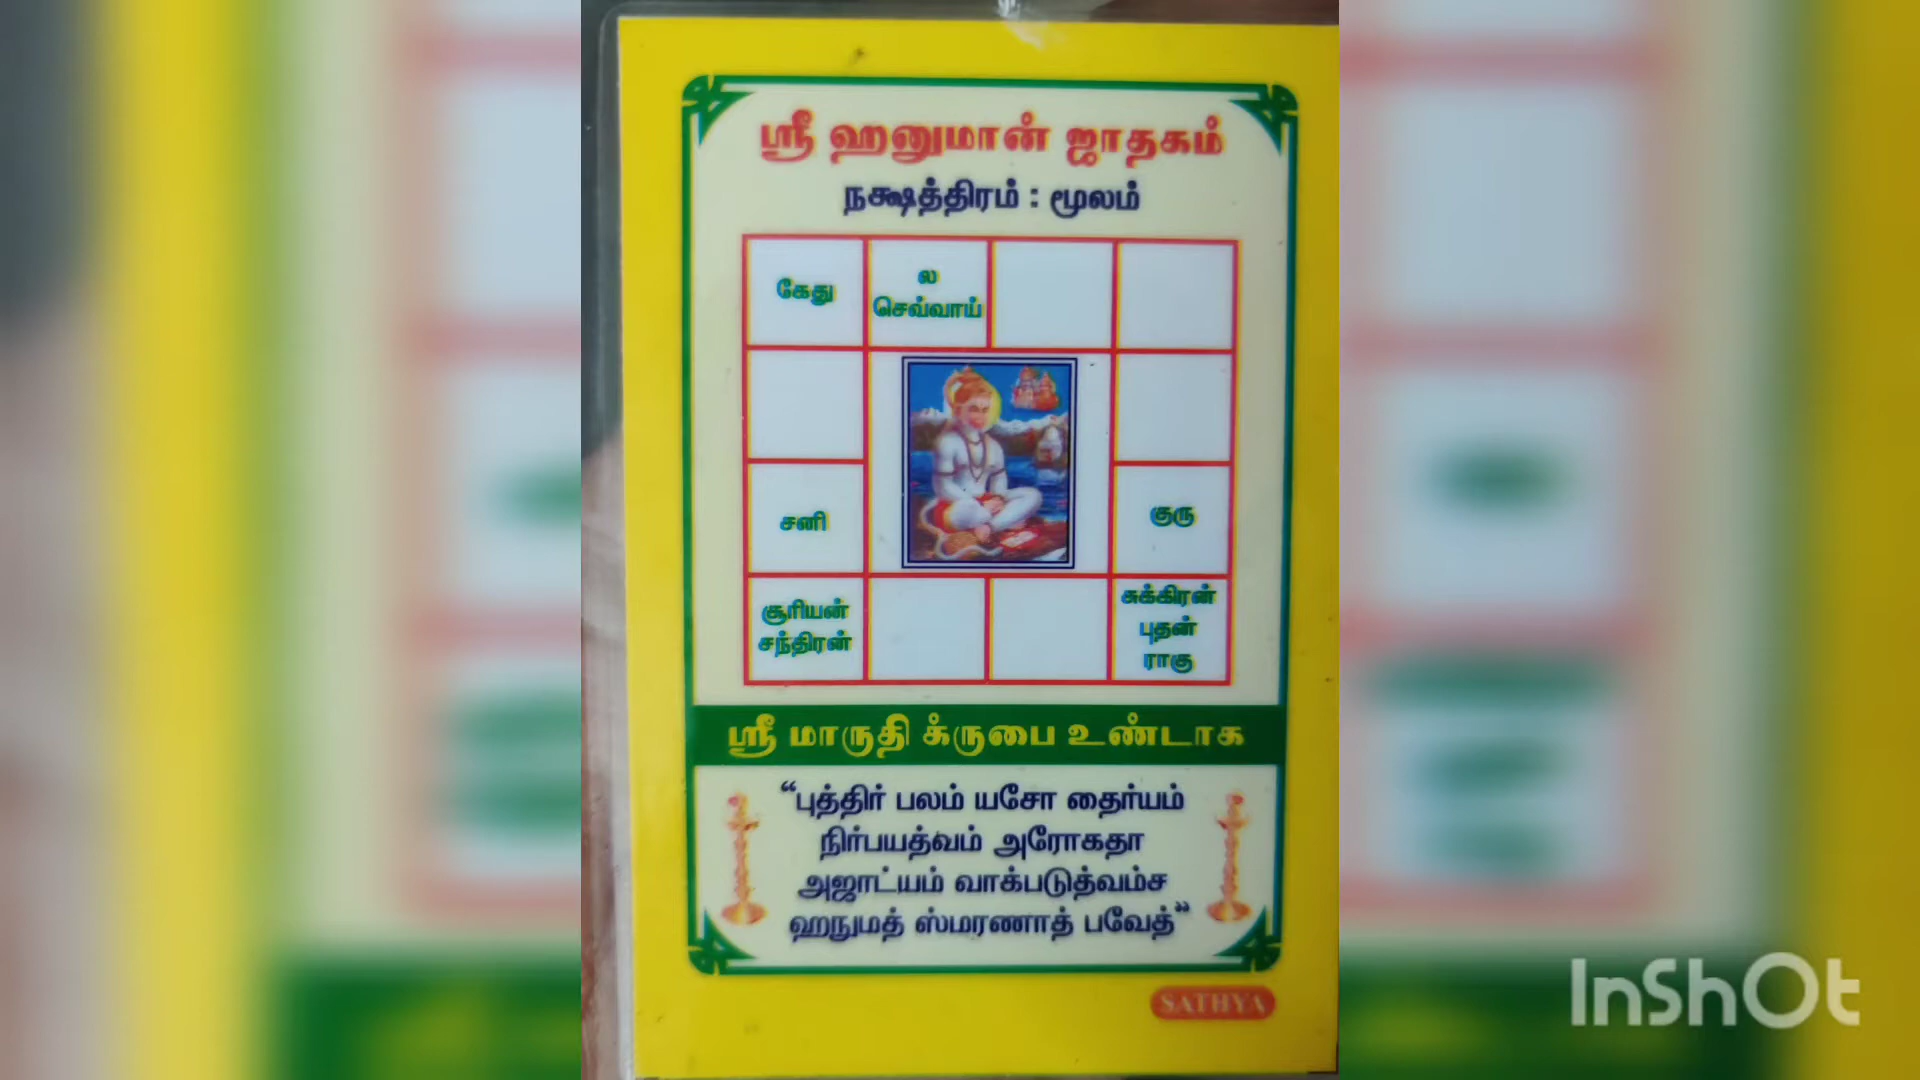 ஸ்ரீ ஹனுமான் ஜாதகம்
நக்ஷத்திரம் : மூலம்
கேது
ல
செவ்வாய்
சனி
குரு
சூரியன்
சந்திரன்
சுக்கிரன்
புதன்
ராகு
ஸ்ரீ மாருதி க்ருபை உண்டாக
“புத்திர் பலம் யசோ தைர்யம்
நிர்பயத்வம் அரோகதா
அஜாட்யம் வாக்படுத்வம்ச
ஹநுமத் ஸ்மரணாத் பவேத்”
SATHYA
InShOt